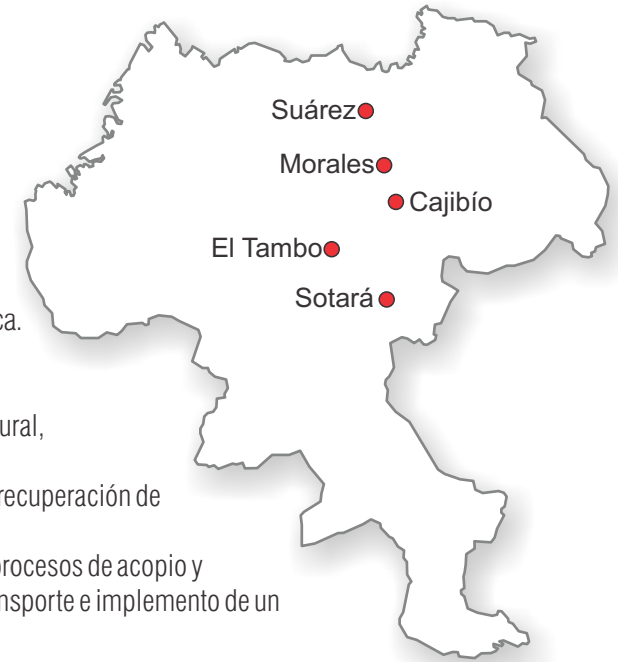 Suárez
Morales
Cajibío
El Tambo
Sotará
ca.
ural,
recuperación de
procesos de acopio y
nsporte e implemento de un